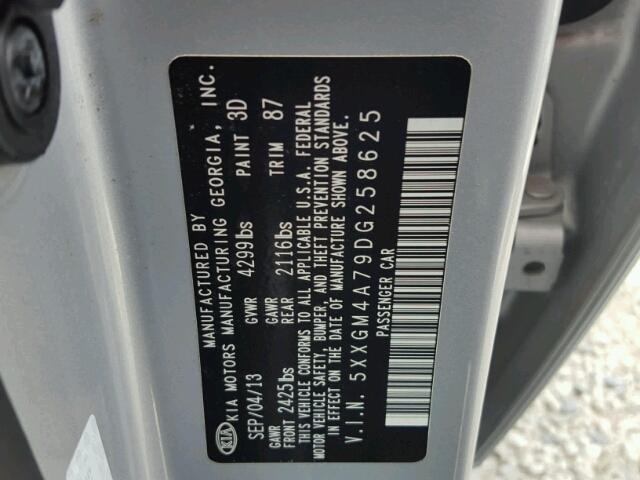 MANUFACTURED BY
KIA KIA MOTORS MANUFACTURING GEORGIA, INC.
SEP/04/13 GVWR 4299lbs PAINT 3D
GAWR FRONT 2425lbs GAWR REAR 2116lbs TRIM 87
THIS VEHICLE CONFORMS TO ALL APPLICABLE U.S.A. FEDERAL
MOTOR VEHICLE SAFETY, BUMPER, AND THEFT PREVENTION STANDARDS
IN EFFECT ON THE DATE OF MANUFACTURE SHOWN ABOVE.
V.I.N. 5XXGM4A79DG258625
PASSENGER CAR